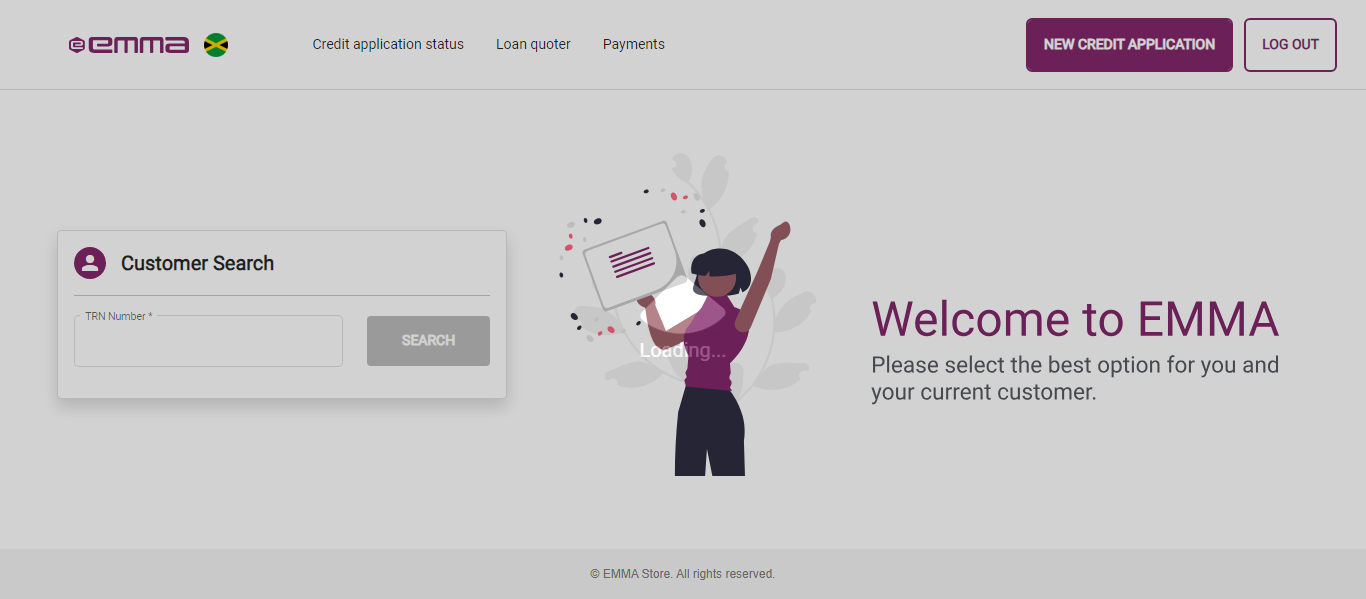 emma
Credit application status
Loan quoter
Payments
NEW CREDIT APPLICATION
LOG OUT
Customer Search
TRN Number *
SEARCH
Loading...
Welcome to EMMA
Please select the best option for you and
your current customer.
© EMMA Store. All rights reserved.